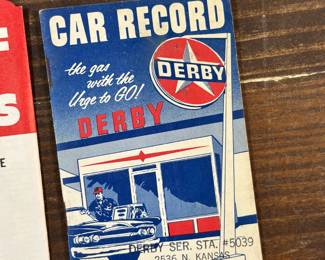 CAR RECORD
the gas
with the
Urge to GO!
DERBY
DERBY
DERBY SER. STA. #5039
2536 N. KANSAS
S
E